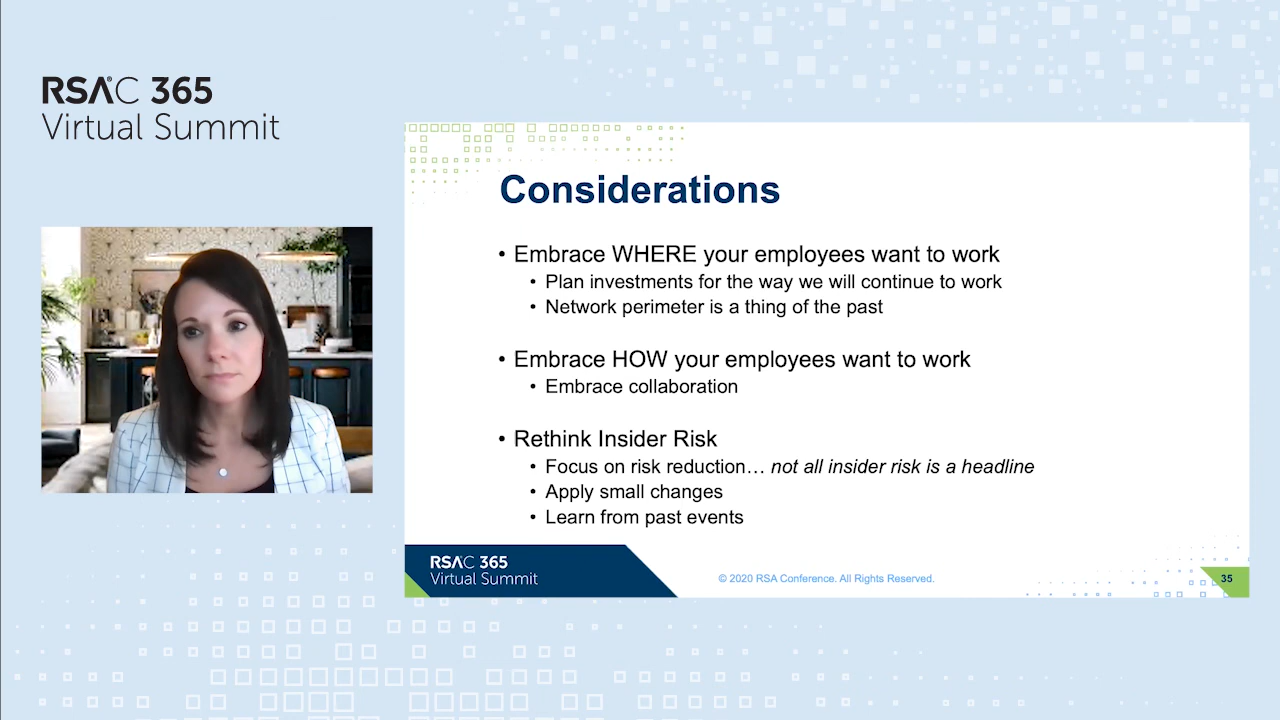 RSAC 365
Virtual Summit
Considerations
• Embrace WHERE your employees want to work
• Plan investments for the way we will continue to work
• Network perimeter is a thing of the past
• Embrace HOW your employees want to work
• Embrace collaboration
• Rethink Insider Risk
• Focus on risk reduction… not all insider risk is a headline
• Apply small changes
• Learn from past events
RSAC 365
Virtual Summit
© 2020 RSA Conference. All Rights Reserved.
35